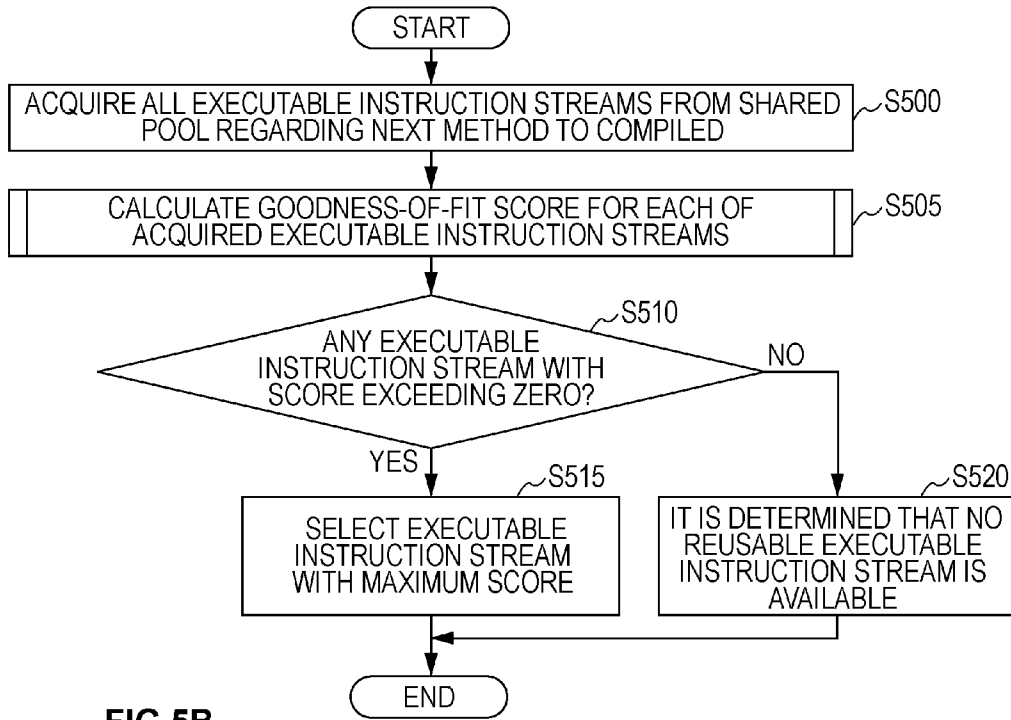 START
ACQUIRE ALL EXECUTABLE INSTRUCTION STREAMS FROM SHARED
POOL REGARDING NEXT METHOD TO COMPILED
S500
CALCULATE GOODNESS-OF-FIT SCORE FOR EACH OF
ACQUIRED EXECUTABLE INSTRUCTION STREAMS
S505
S510
ANY EXECUTABLE
INSTRUCTION STREAM WITH
SCORE EXCEEDING ZERO?
NO
YES
S515
SELECT EXECUTABLE
INSTRUCTION STREAM
WITH MAXIMUM SCORE
S520
IT IS DETERMINED THAT NO
REUSABLE EXECUTABLE
INSTRUCTION STREAM IS
AVAILABLE
END